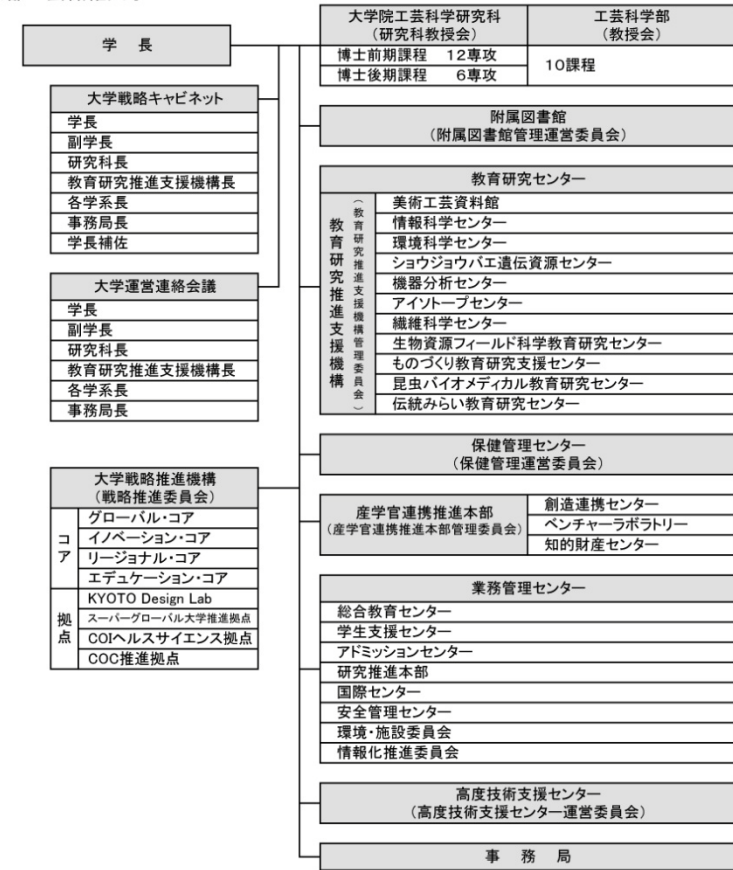 学 長
大学戦略キャビネット
学長
副学長
研究科長
教育研究推進支援機構長
各学系長
事務局長
学長補佐
大学運営連絡会議
学長
副学長
研究科長
教育研究推進支援機構長
各学系長
事務局長
大学戦略推進機構
(戦略推進委員会)
コア
グローバル・コア
イノベーション・コア
リージョナル・コア
エデュケーション・コア
拠点
KYOTO Design Lab
スーパーグローバル大学推進拠点
COIヘルスサイエンス拠点
COC推進拠点
大学院工芸科学研究科
(研究科教授会)
博士前期課程 12専攻
博士後期課程 6専攻
工芸科学部
(教授会)
10課程
附属図書館
(附属図書館管理運営委員会)
教育研究センター
教育研究推進支援機構
(教育研究推進支援機構管理委員会)
美術工芸資料館
情報科学センター
環境科学センター
ショウジョウバエ遺伝資源センター
機器分析センター
アイソトープセンター
繊維科学センター
生物資源フィールド科学教育研究センター
ものづくり教育研究支援センター
昆虫バイオメディカル教育研究センター
伝統みらい教育研究センター
保健管理センター
(保健管理運営委員会)
産学官連携推進本部
(産学官連携推進本部管理委員会)
創造連携センター
ベンチャーラボラトリー
知的財産センター
業務管理センター
総合教育センター
学生支援センター
アドミッションセンター
研究推進本部
国際センター
安全管理センター
環境・施設委員会
情報化推進委員会
高度技術支援センター
(高度技術支援センター運営委員会)
事 務 局